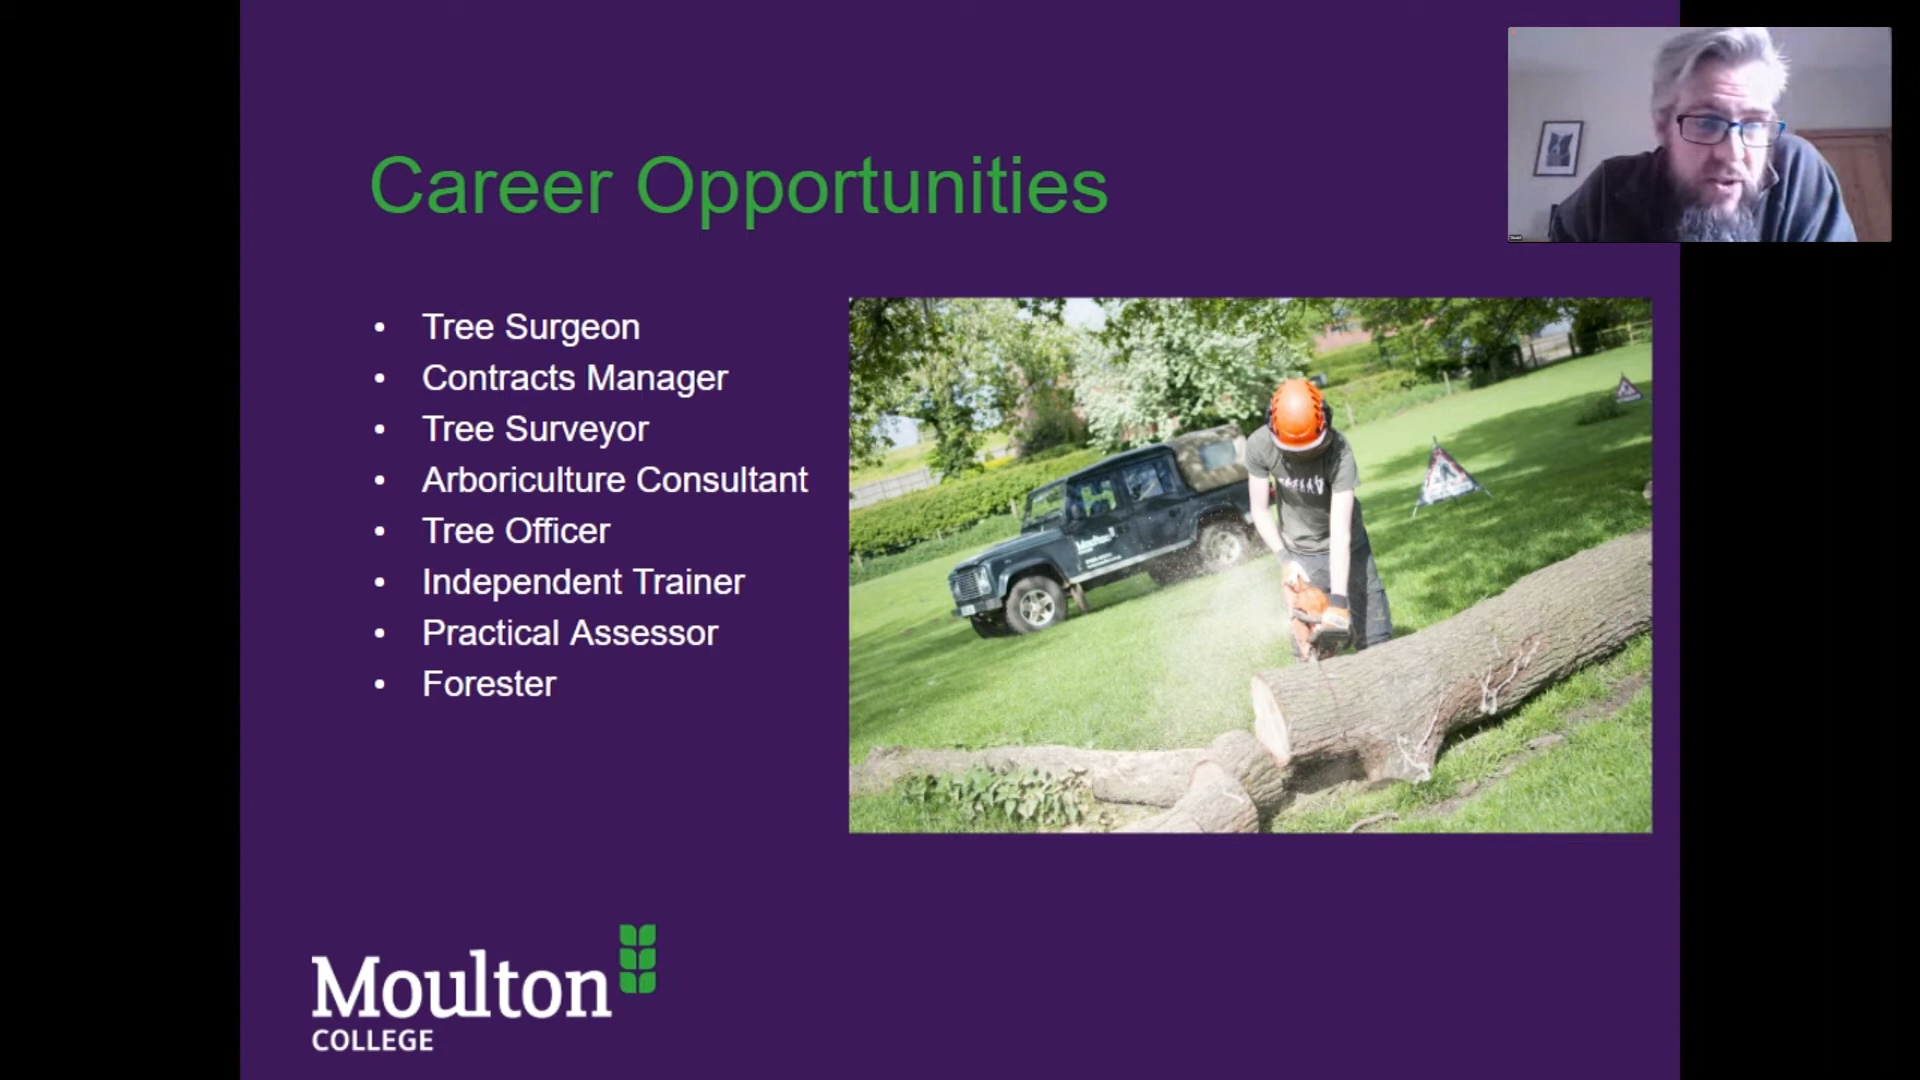 Career Opportunities
• Tree Surgeon
• Contracts Manager
• Tree Surveyor
• Arboriculture Consultant
• Tree Officer
• Independent Trainer
• Practical Assessor
• Forester
Moulton
Moulton
COLLEGE